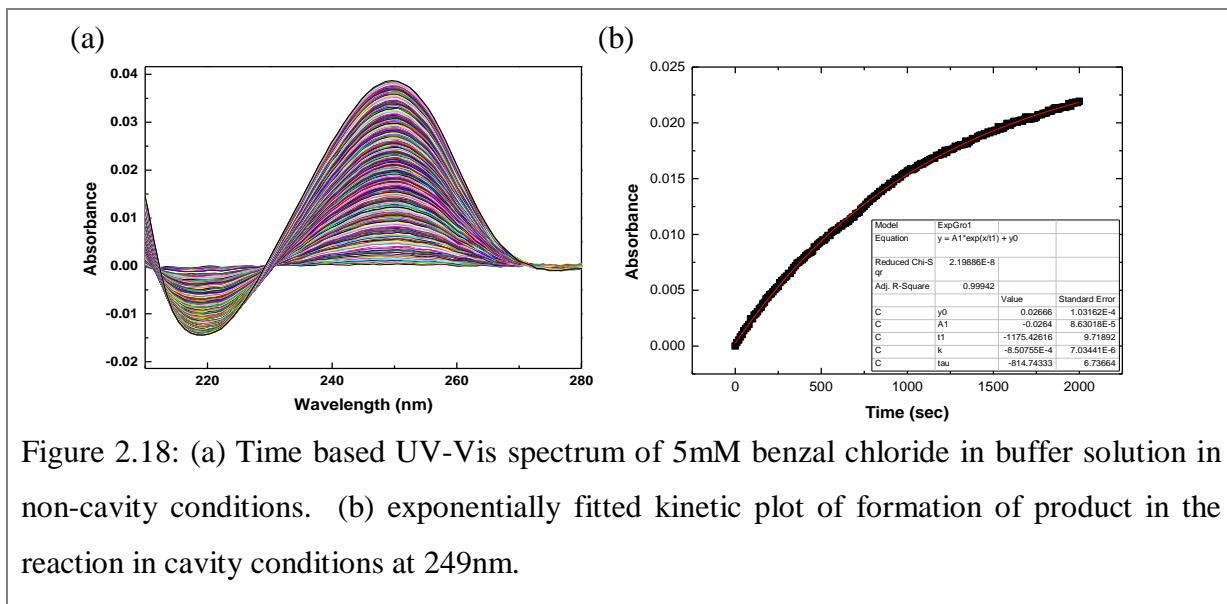 (a)
(b)
0.04
0.03
0.02
0.01
0.00
-0.01
-0.02
Absorbance
220
240
260
280
Wavelength (nm)
0.025
0.020
0.015
0.010
0.005
0.000
Absorbance
0
500
1000
1500
2000
Time (sec)
Model ExpGro1
Equation y = A1*exp(x/t1) + y0
Reduced Chi-S
qr 2.19886E-8
Adj. R-Square 0.99942
Value Standard Error
C y0 0.02666 1.03162E-4
C A1 -0.0264 8.63018E-5
C t1 -1175.42616 9.71892
C k -8.50755E-4 7.03441E-6
C tau -814.74333 6.73664
Figure 2.18: (a) Time based UV-Vis spectrum of 5mM benzal chloride in buffer solution in
non-cavity conditions. (b) exponentially fitted kinetic plot of formation of product in the
reaction in cavity conditions at 249nm.